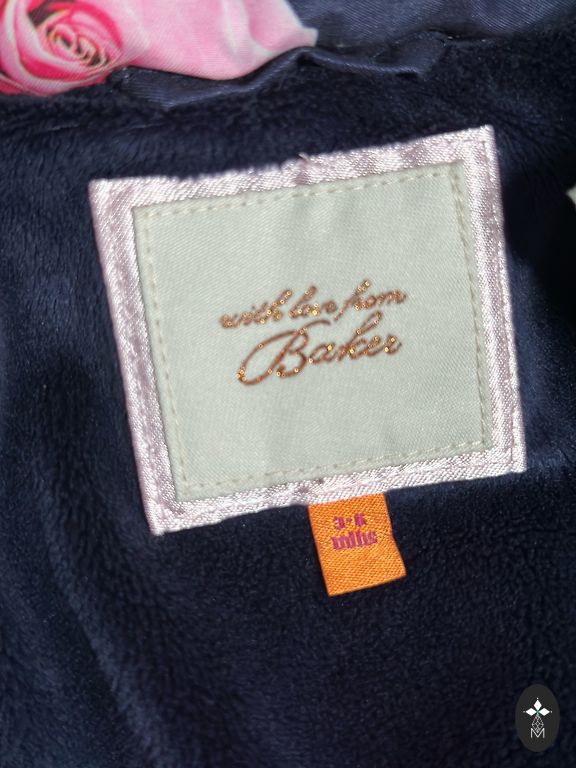 with love from
Baker
3-6
mths
M